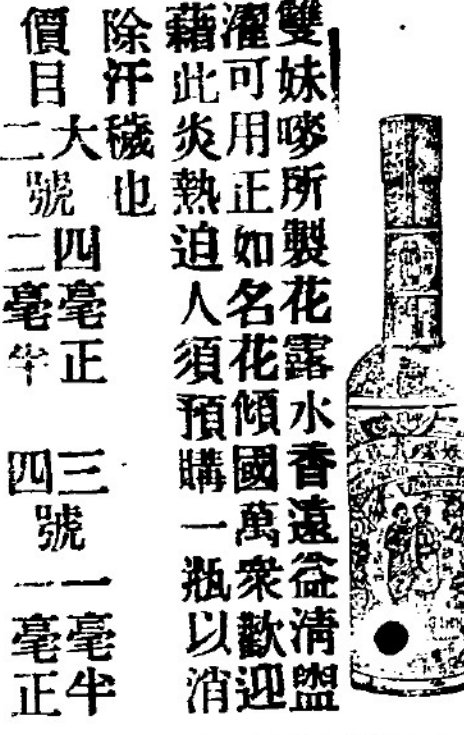 雙妹嘜所製花露水香遠益清盥
濯可用正如名花傾國萬衆歡迎
藉此炎熱迫人須預購一瓶以消
除汗穢也
價目
大二號 四毫正 二毫半
三四號 一毫半 一毫正